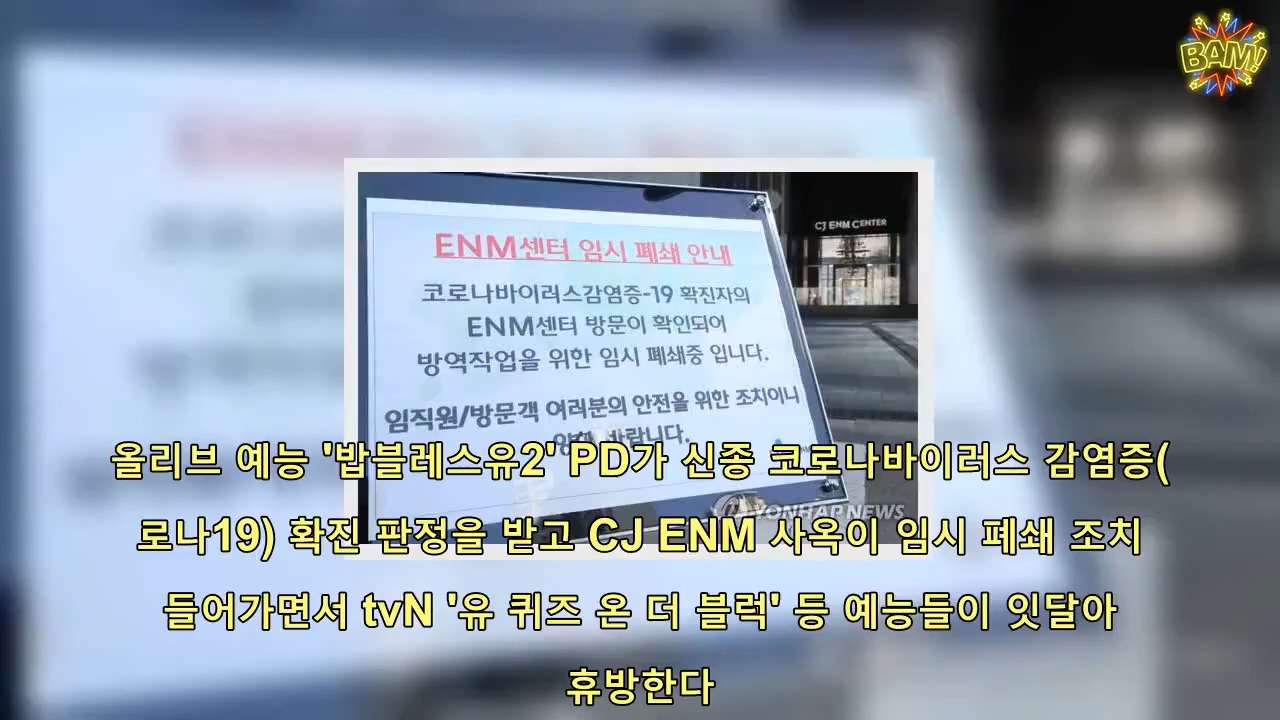 BAM!
ENM센터 임시 폐쇄 안내
CJ ENM CENTER
코로나바이러스감염증-19 확진자의
ENM센터 방문이 확인되어
방역작업을 위한 임시 폐쇄중 입니다.
임직원/방문객 여러분의 안전을 위한 조치이니
바랍니다.
YONHAP NEWS
올리브 예능 '밥블레스유2' PD가 신종 코로나바이러스 감염증(
로나19) 확진 판정을 받고 CJ ENM 사옥이 임시 폐쇄 조치
들어가면서 tvN '유 퀴즈 온 더 블럭' 등 예능들이 잇달아
휴방한다